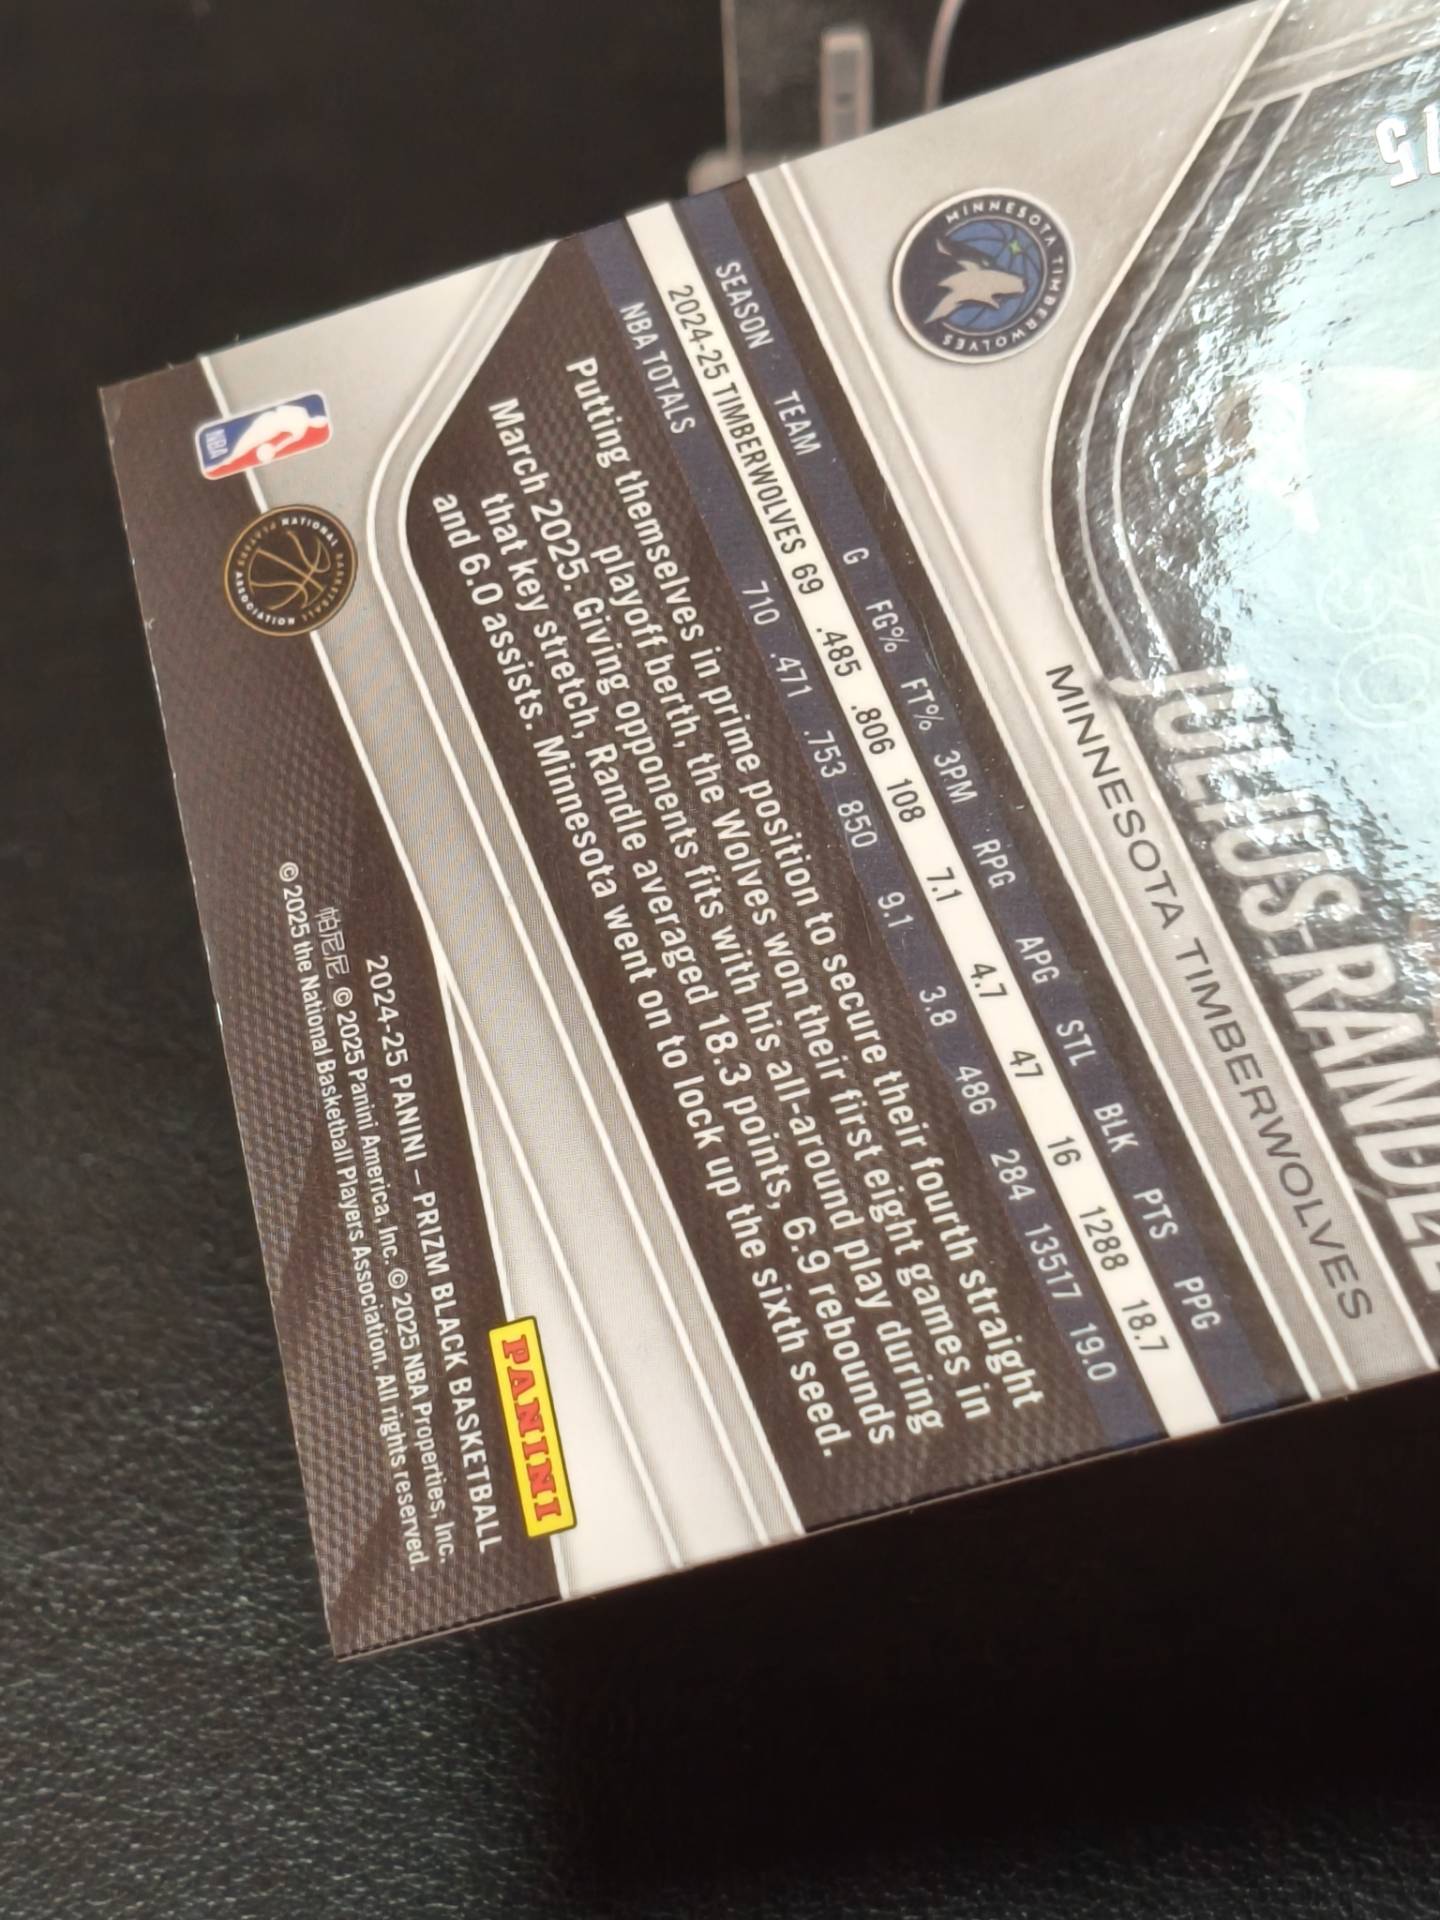 /5
JULIUS RANDLE
MINNESOTA TIMBERWOLVES
MINNESOTA TIMBERWOLVES
SEASON TEAM G FG% FT% 3PM RPG APG STL BLK PTS PPG
2024-25 TIMBERWOLVES 69 .485 .806 108 7.1 4.7 47 16 1288 18.7
NBA TOTALS 710 .471 .753 850 9.1 3.8 486 284 13517 19.0
Putting themselves in prime position to secure their fourth straight
playoff berth, the Wolves won their first eight games in
March 2025. Giving opponents fits with his all-around play during
that key stretch, Randle averaged 18.3 points, 6.9 rebounds
and 6.0 assists. Minnesota went on to lock up the sixth seed.
NBA
NATIONAL BASKETBALL PLAYERS ASSOCIATION
PANINI
2024-25 PANINI – PRIZM BLACK BASKETBALL
帕尼尼 © 2025 Panini America, Inc. © 2025 NBA Properties, Inc.
© 2025 the National Basketball Players Association. All rights reserved.